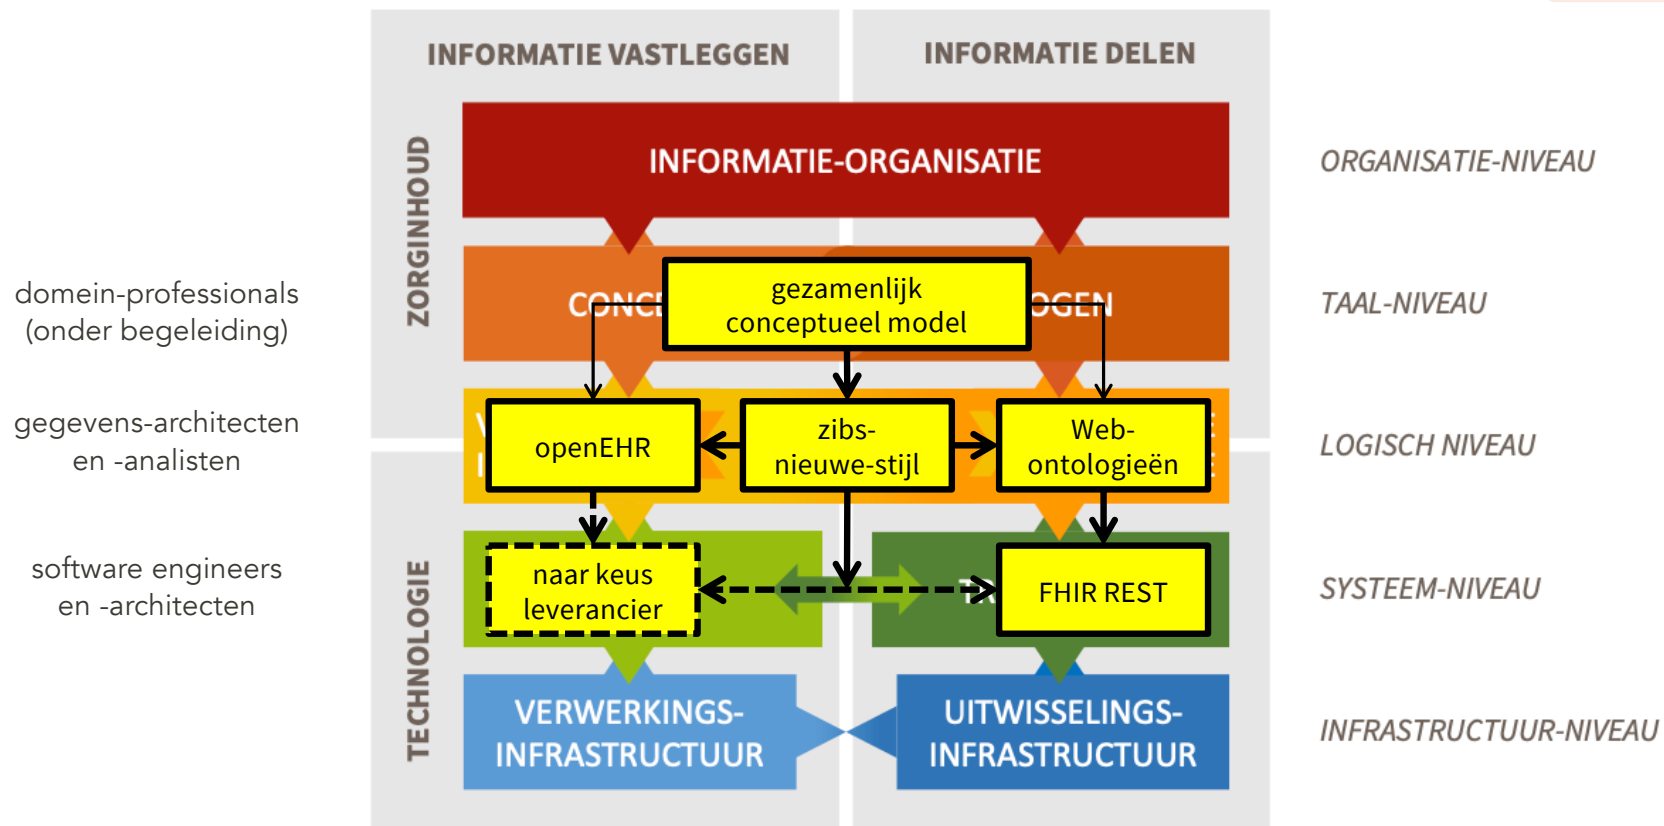 INFORMATIE VASTLEGGEN
INFORMATIE DELEN
ZORGINHOUD
INFORMATIE-ORGANISATIE
ORGANISATIE-NIVEAU
domein-professionals
(onder begeleiding)
gezamenlijk
conceptueel model
TAAL-NIVEAU
gegevens-architecten
en -analisten
openEHR
zibs-
nieuwe-stijl
Web-
ontologieën
LOGISCH NIVEAU
TECHNOLOGIE
software engineers
en -architecten
naar keus
leverancier
FHIR REST
SYSTEEM-NIVEAU
VERWERKINGS-
INFRASTRUCTUUR
UITWISSELINGS-
INFRASTRUCTUUR
INFRASTRUCTUUR-NIVEAU